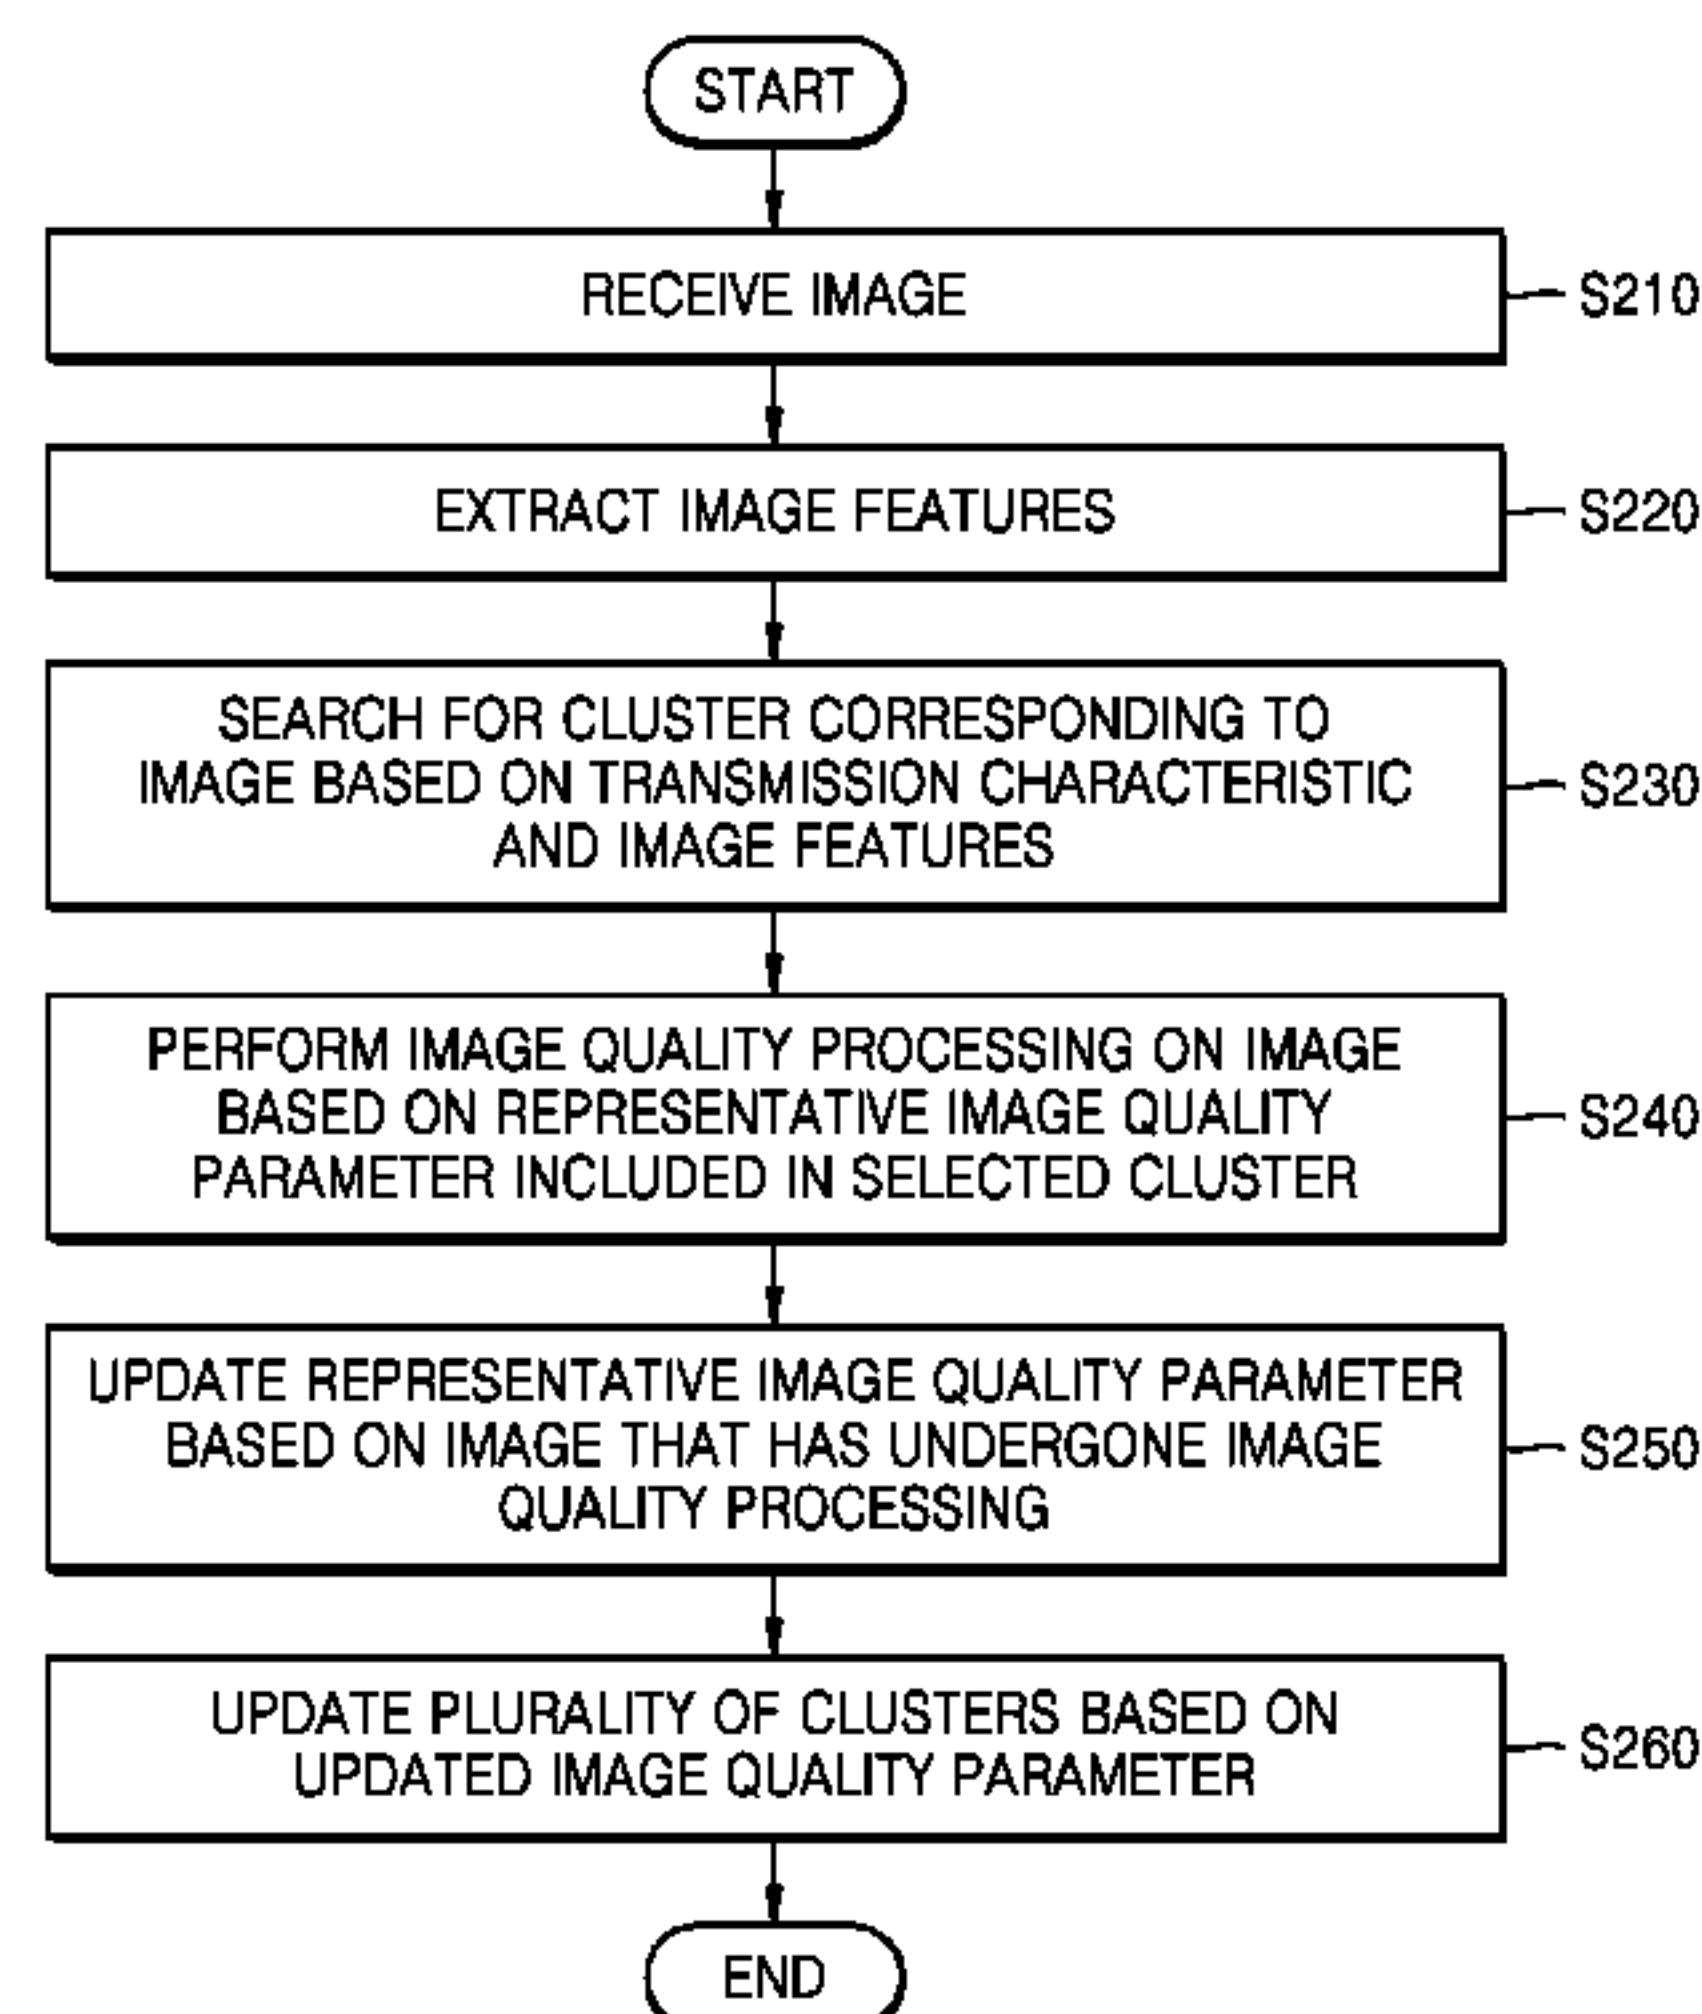 START
RECEIVE IMAGE
S210
EXTRACT IMAGE FEATURES
S220
SEARCH FOR CLUSTER CORRESPONDING TO
IMAGE BASED ON TRANSMISSION CHARACTERISTIC
AND IMAGE FEATURES
S230
PERFORM IMAGE QUALITY PROCESSING ON IMAGE
BASED ON REPRESENTATIVE IMAGE QUALITY
PARAMETER INCLUDED IN SELECTED CLUSTER
S240
UPDATE REPRESENTATIVE IMAGE QUALITY PARAMETER
BASED ON IMAGE THAT HAS UNDERGONE IMAGE
QUALITY PROCESSING
S250
UPDATE PLURALITY OF CLUSTERS BASED ON
UPDATED IMAGE QUALITY PARAMETER
S260
END